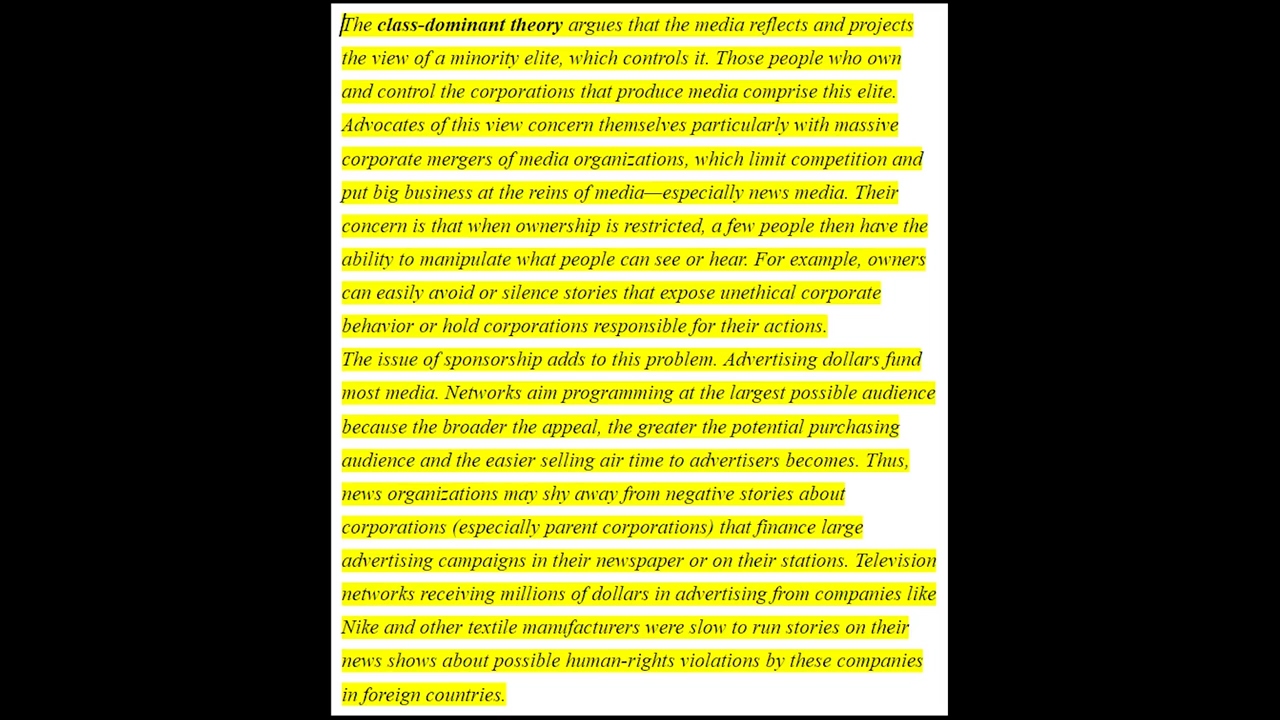 The class-dominant theory argues that the media reflects and projects
the view of a minority elite, which controls it. Those people who own
and control the corporations that produce media comprise this elite.
Advocates of this view concern themselves particularly with massive
corporate mergers of media organizations, which limit competition and
put big business at the reins of media—especially news media. Their
concern is that when ownership is restricted, a few people then have the
ability to manipulate what people can see or hear. For example, owners
can easily avoid or silence stories that expose unethical corporate
behavior or hold corporations responsible for their actions.
The issue of sponsorship adds to this problem. Advertising dollars fund
most media. Networks aim programming at the largest possible audience
because the broader the appeal, the greater the potential purchasing
audience and the easier selling air time to advertisers becomes. Thus,
news organizations may shy away from negative stories about
corporations (especially parent corporations) that finance large
advertising campaigns in their newspaper or on their stations. Television
networks receiving millions of dollars in advertising from companies like
Nike and other textile manufacturers were slow to run stories on their
news shows about possible human-rights violations by these companies
in foreign countries.